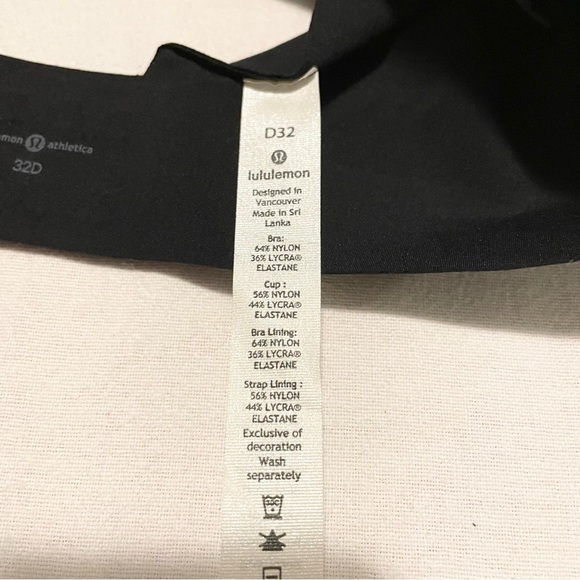 mon athletica
32D
D32
lululemon
Designed in
Vancouver
Made in Sri
Lanka
Bra:
64% NYLON
36% LYCRA®
ELASTANE
Cup :
56% NYLON
44% LYCRA®
ELASTANE
Bra Lining:
64% NYLON
36% LYCRA®
ELASTANE
Strap Lining :
56% NYLON
44% LYCRA®
ELASTANE
Exclusive of
decoration
Wash
separately